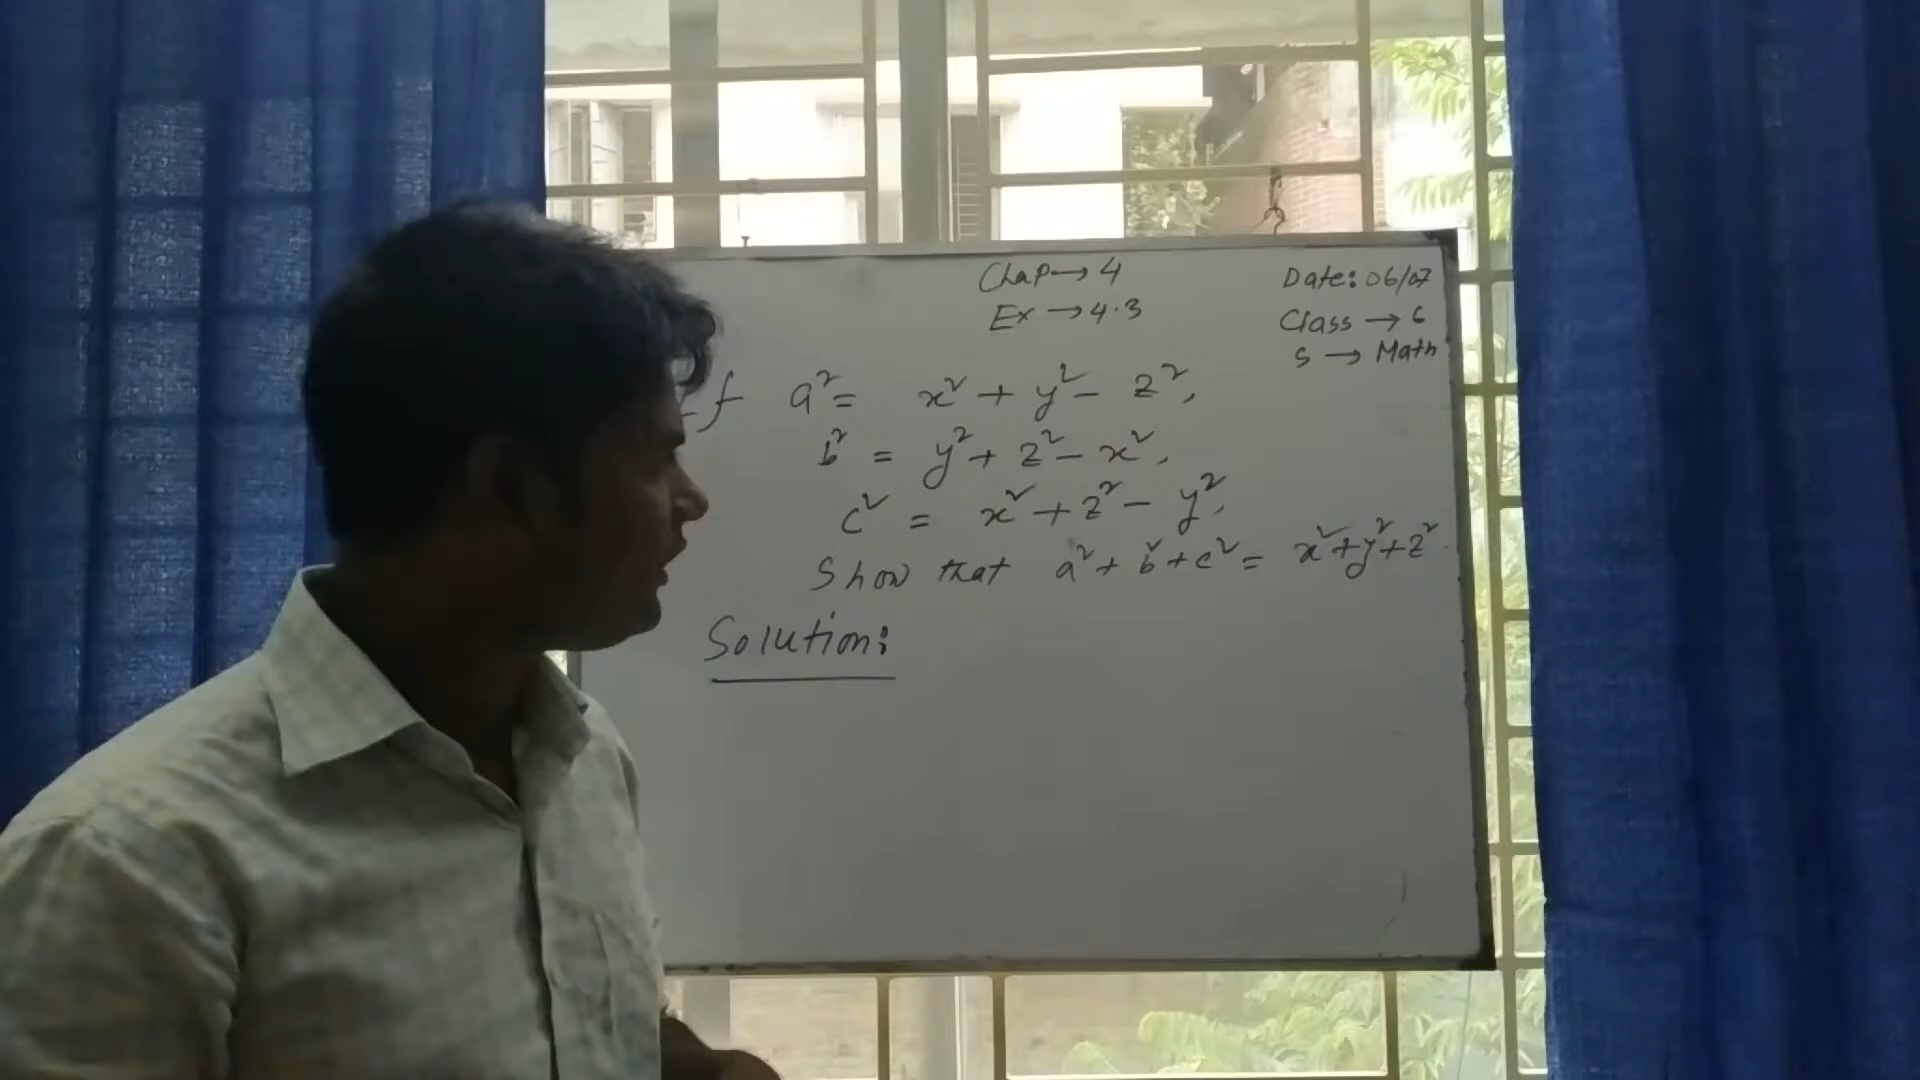 Chap → 4
Ex → 4.3
Date: 06/07
Class → 6
S → Math
If a² = x² + y² - z²,
b² = y² + z² - x²,
c² = x² + z² - y²,
Show that a² + b² + c² = x² + y² + z².
Solution: